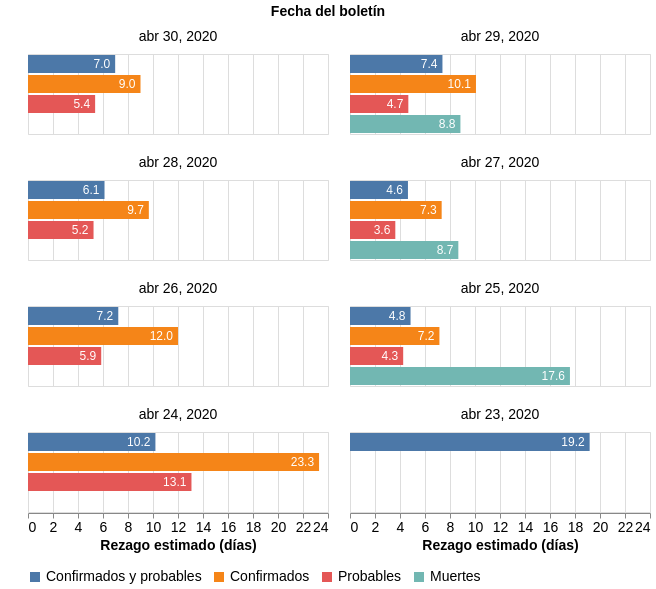 Fecha del boletín
abr 30, 2020
abr 29, 2020
7.0
9.0
5.4
7.4
10.1
4.7
8.8
abr 28, 2020
abr 27, 2020
6.1
9.7
5.2
4.6
7.3
3.6
8.7
abr 26, 2020
abr 25, 2020
7.2
12.0
5.9
4.8
7.2
4.3
17.6
abr 24, 2020
abr 23, 2020
10.2
23.3
13.1
19.2
0 2 4 6 8 10 12 14 16 18 20 22 24
0 2 4 6 8 10 12 14 16 18 20 22 24
Rezago estimado (días)
Rezago estimado (días)
Confirmados y probables Confirmados Probables Muertes